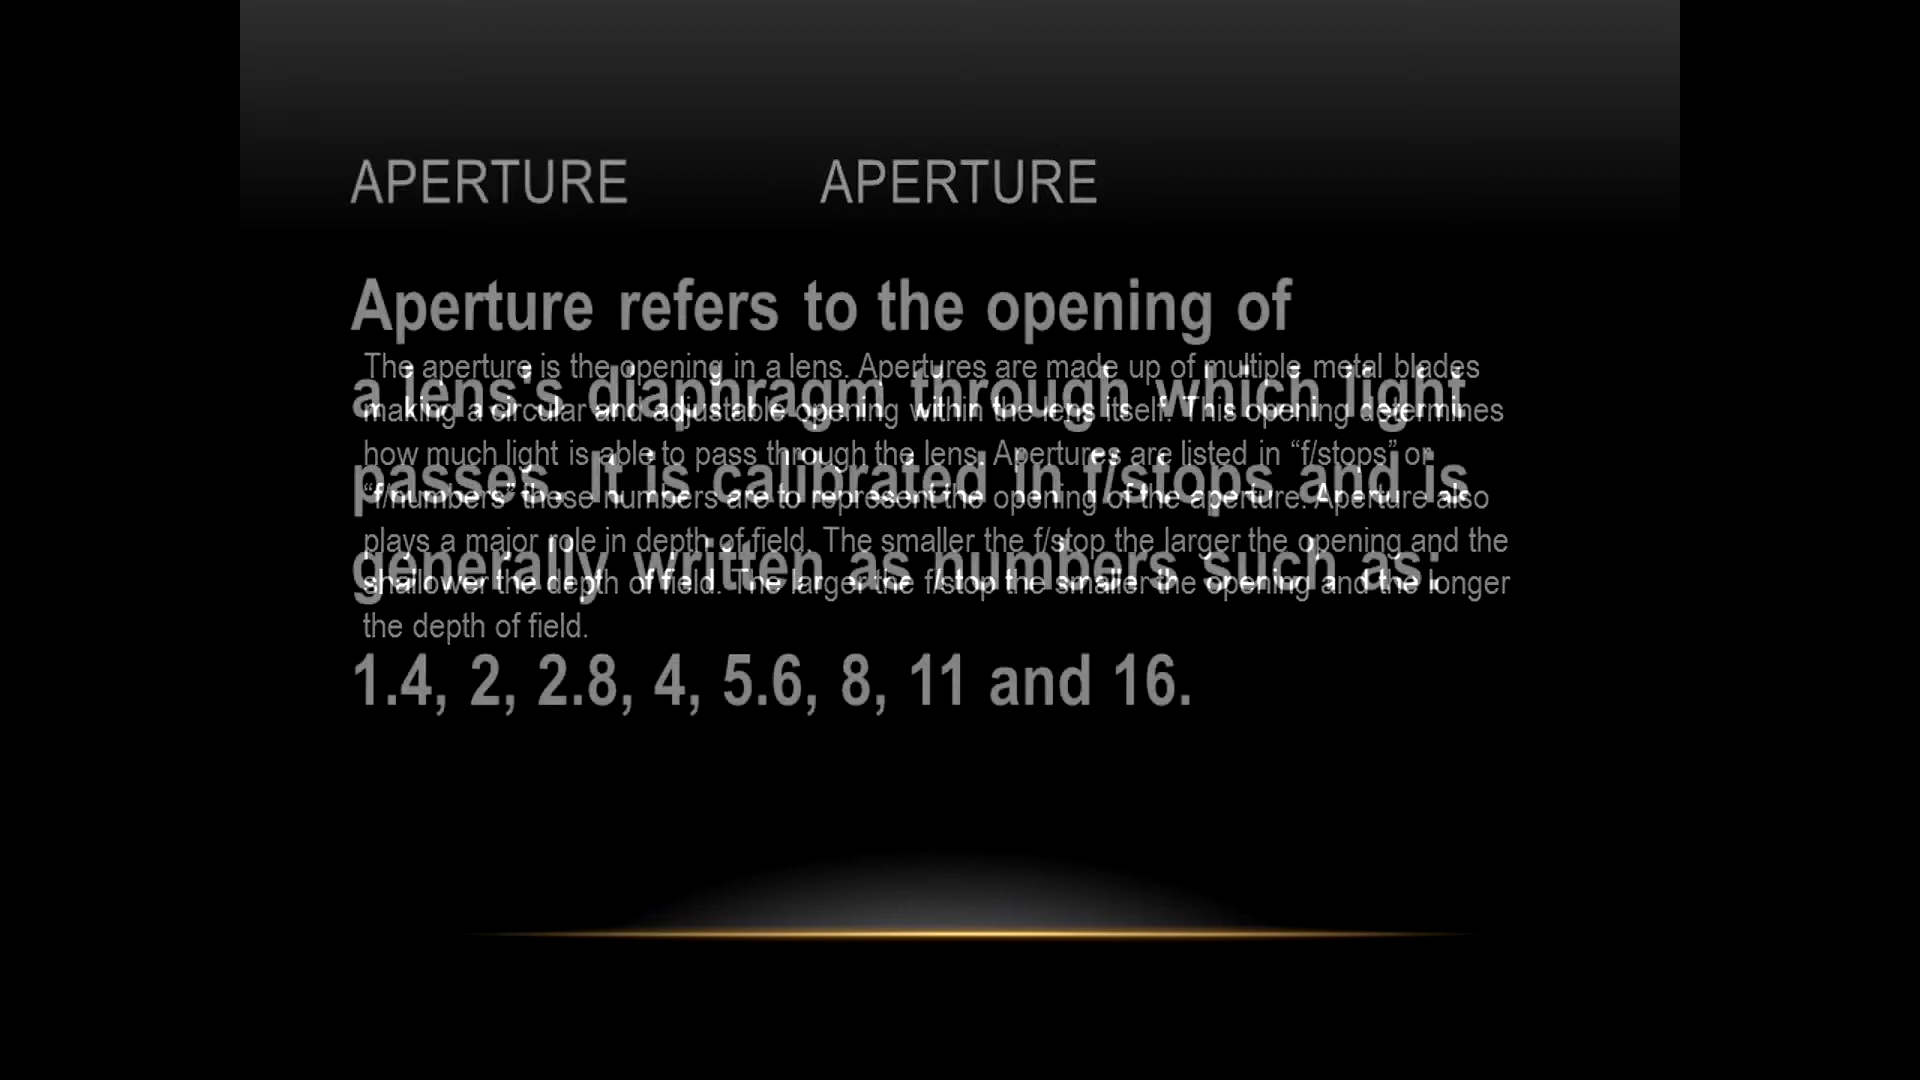 APERTURE APERTURE
Aperture refers to the opening of
a lens's diaphragm through which light
passes. It is calibrated in f/stops and is
generally written as numbers such as:
1.4, 2, 2.8, 4, 5.6, 8, 11 and 16.
The aperture is the opening in a lens. Apertures are made up of multiple metal blades
making a circular and adjustable opening within the lens itself. This opening determines
how much light is able to pass through the lens. Apertures are listed in “f/stops” or
“f/numbers” these numbers are to represent the opening of the aperture. Aperture also
plays a major role in depth of field. The smaller the f/stop the larger the opening and the
shallower the depth of field. The larger the f/stop the smaller the opening and the longer
the depth of field.